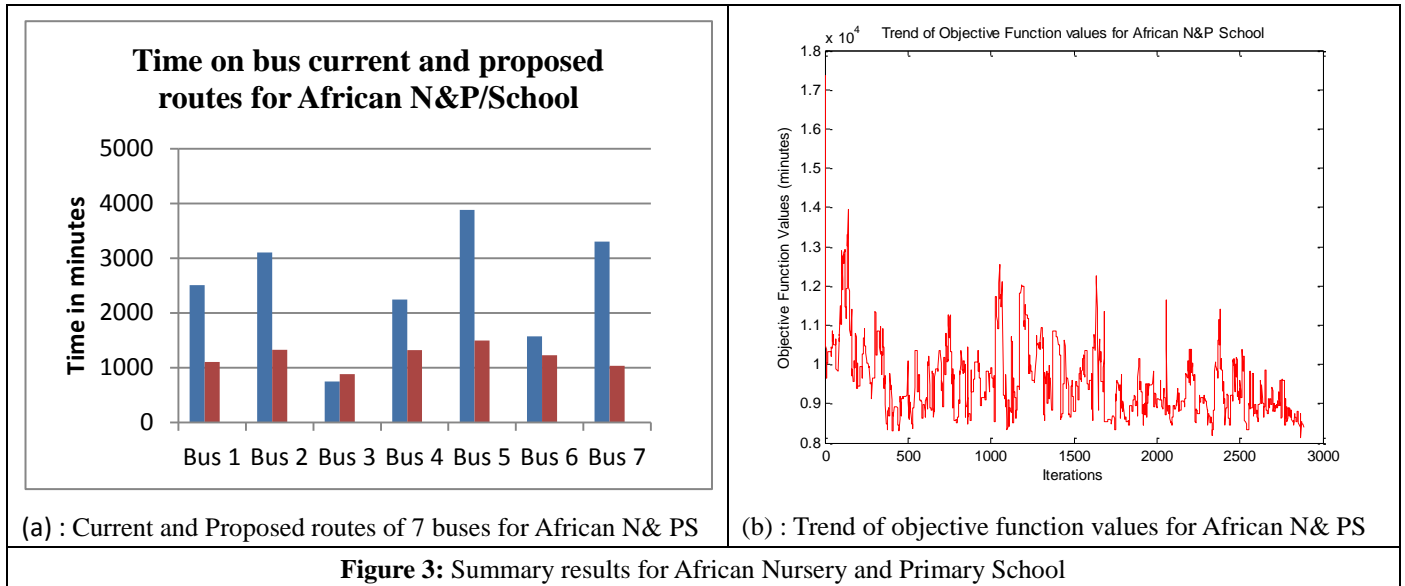 Time on bus current and proposed
routes for African N&P/School
Time in minutes
5000
4000
3000
2000
1000
0
Bus 1 Bus 2 Bus 3 Bus 4 Bus 5 Bus 6 Bus 7
(a) : Current and Proposed routes of 7 buses for African N& PS
x 10^4
Trend of Objective Function values for African N&P School
Objective Function Values (minutes)
1.8
1.7
1.6
1.5
1.4
1.3
1.2
1.1
1
0.9
0.8
0 500 1000 1500 2000 2500 3000
Iterations
(b) : Trend of objective function values for African N& PS
Figure 3: Summary results for African Nursery and Primary School